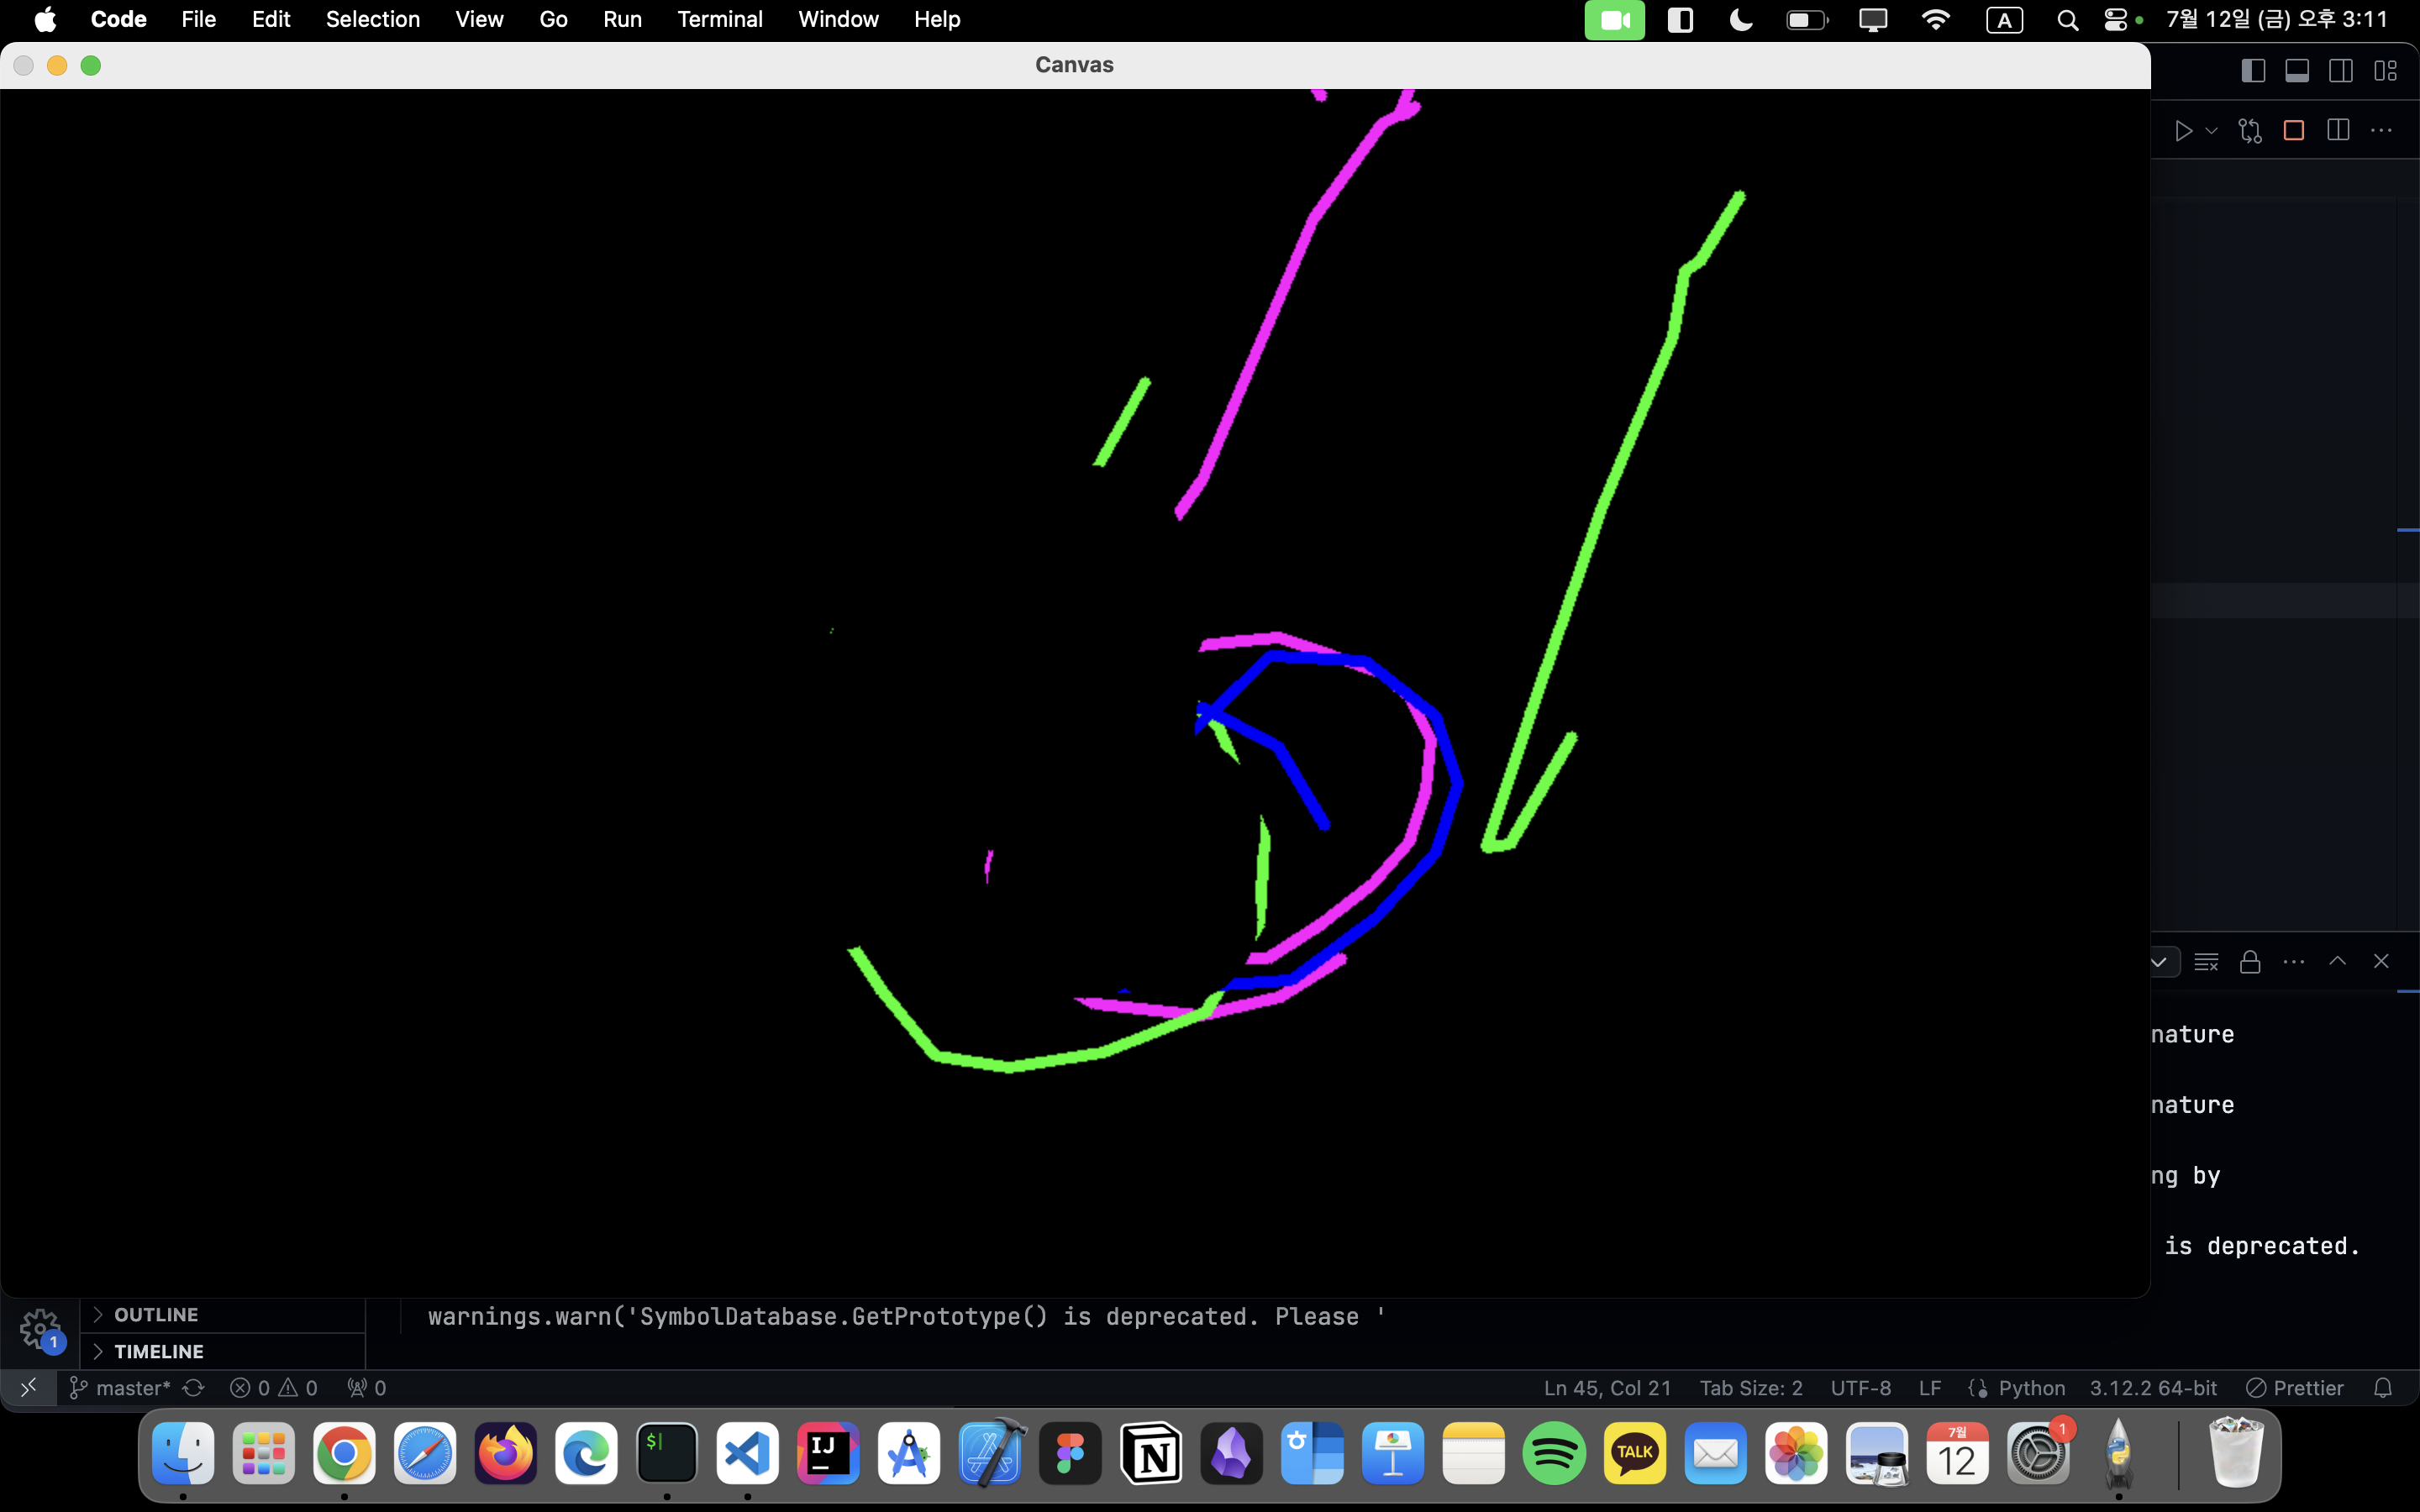 Code File Edit Selection View Go Run Terminal Window Help A 7월 12일 (금) 오후 3:11
Canvas
nature
nature
ng by
is deprecated.
OUTLINE
warnings.warn('SymbolDatabase.GetPrototype() is deprecated. Please '
1
TIMELINE
master* 0 0 0 Ln 45, Col 21 Tab Size: 2 UTF-8 LF Python 3.12.2 64-bit Prettier
$ IJ N ㅎ TALK 7월 12 1